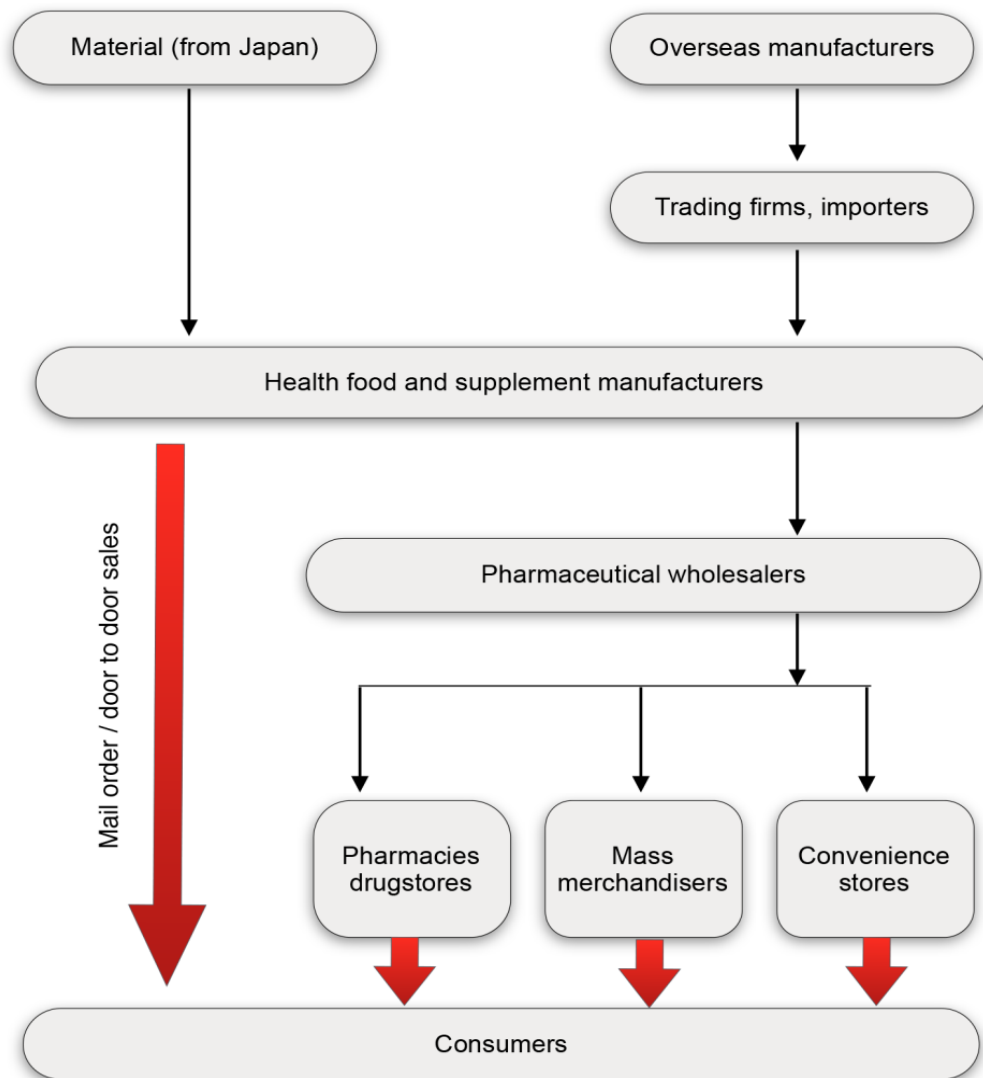 Material (from Japan)
Overseas manufacturers
Trading firms, importers
Health food and supplement manufacturers
Mail order / door to door sales
Pharmaceutical wholesalers
Pharmacies
drugstores
Mass
merchandisers
Convenience
stores
Consumers